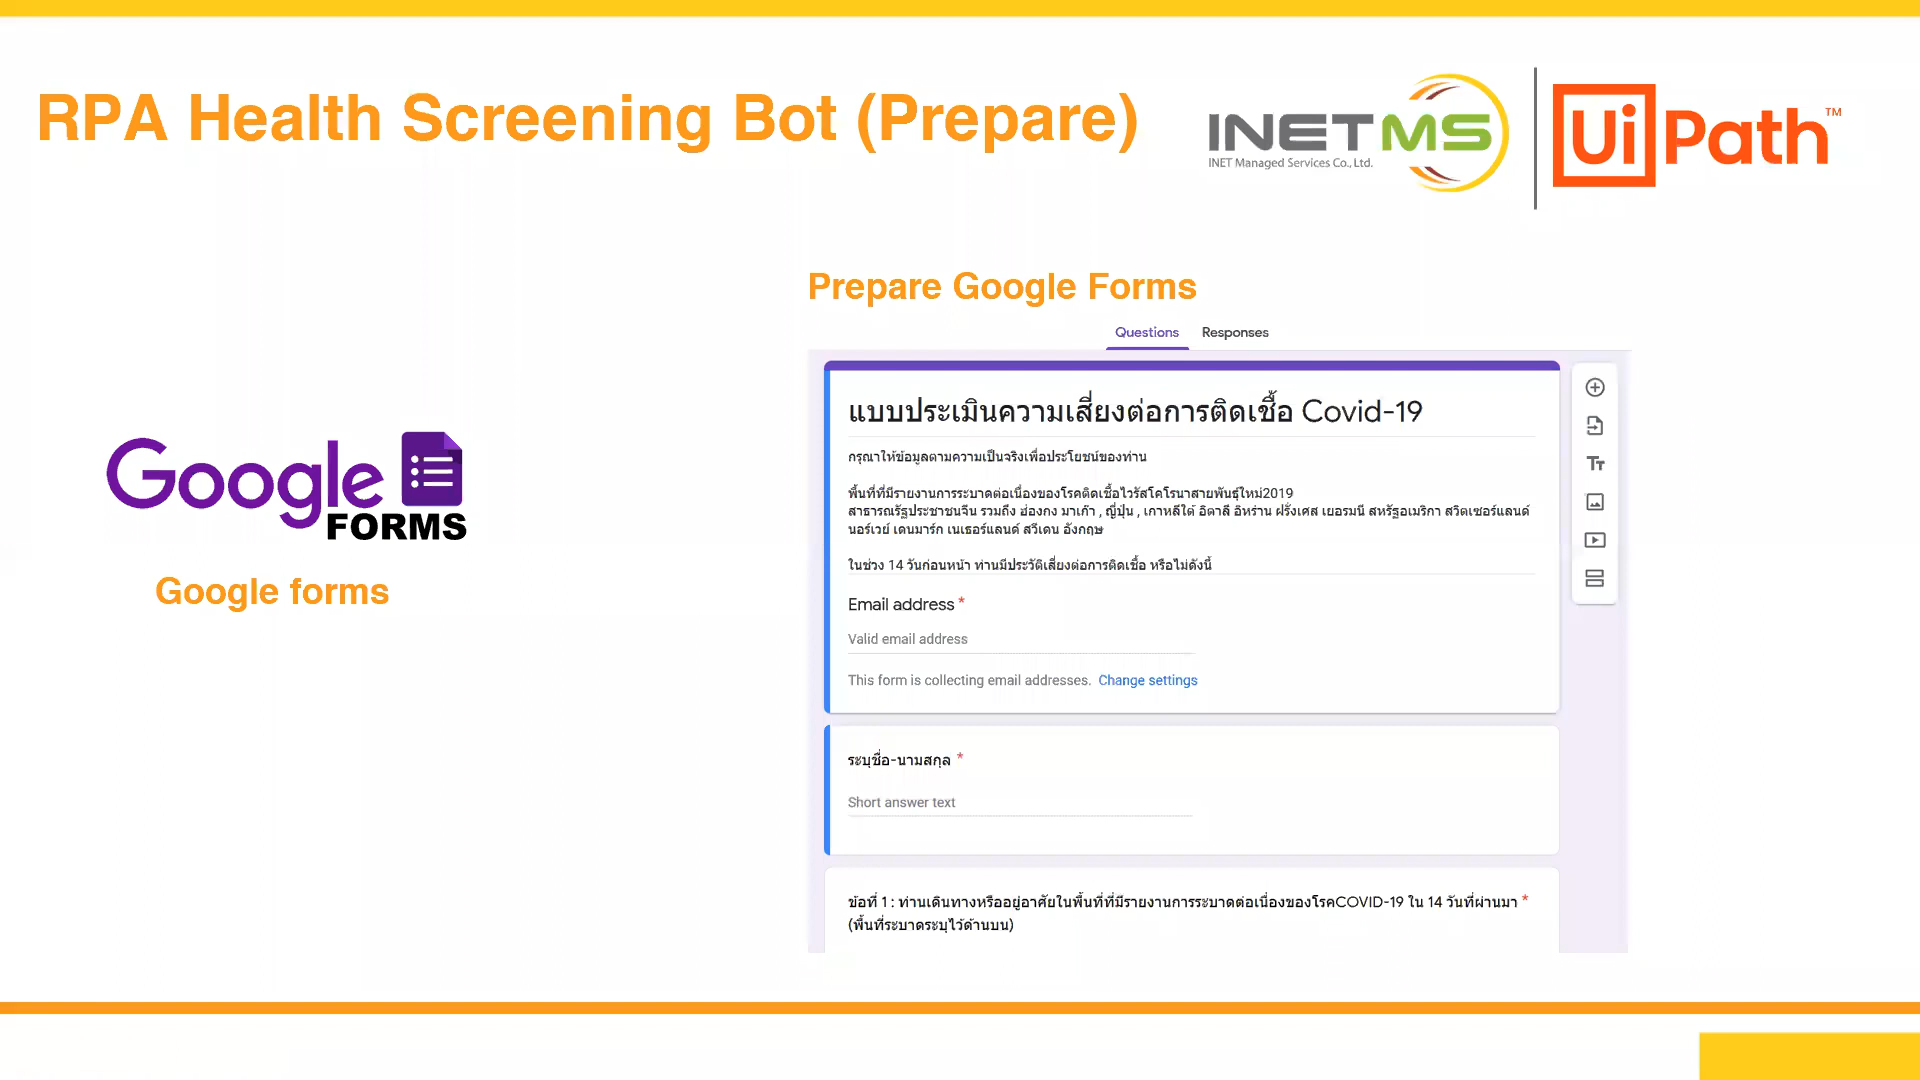 RPA Health Screening Bot (Prepare)
INETMS
INET Managed Services Co., Ltd.
UiPath™
Prepare Google Forms
Questions Responses
แบบประเมินความเสี่ยงต่อการติดเชื้อ Covid-19
กรุณาให้ข้อมูลตามความเป็นจริงเพื่อประโยชน์ของท่าน
พื้นที่ที่มีรายงานการระบาดต่อเนื่องของโรคติดเชื้อไวรัสโคโรนาสายพันธุ์ใหม่2019
สาธารณรัฐประชาชนจีน รวมถึง ฮ่องกง มาเก๊า , ญี่ปุ่น , เกาหลีใต้ อิตาลี อิหร่าน ฝรั่งเศส เยอรมนี สหรัฐอเมริกา สวิตเซอร์แลนด์
นอร์เวย์ เดนมาร์ก เนเธอร์แลนด์ สวีเดน อังกฤษ
ในช่วง 14 วันก่อนหน้า ท่านมีประวัติเสี่ยงต่อการติดเชื้อ หรือไม่ดังนี้
Email address *
Valid email address
This form is collecting email addresses. Change settings
ระบุชื่อ-นามสกุล *
Short answer text
ข้อที่ 1 : ท่านเดินทางหรืออยู่อาศัยในพื้นที่ที่มีรายงานการระบาดต่อเนื่องของโรคCOVID-19 ใน 14 วันที่ผ่านมา *
(พื้นที่ระบาดระบุไว้ด้านบน)
Google
FORMS
Google forms